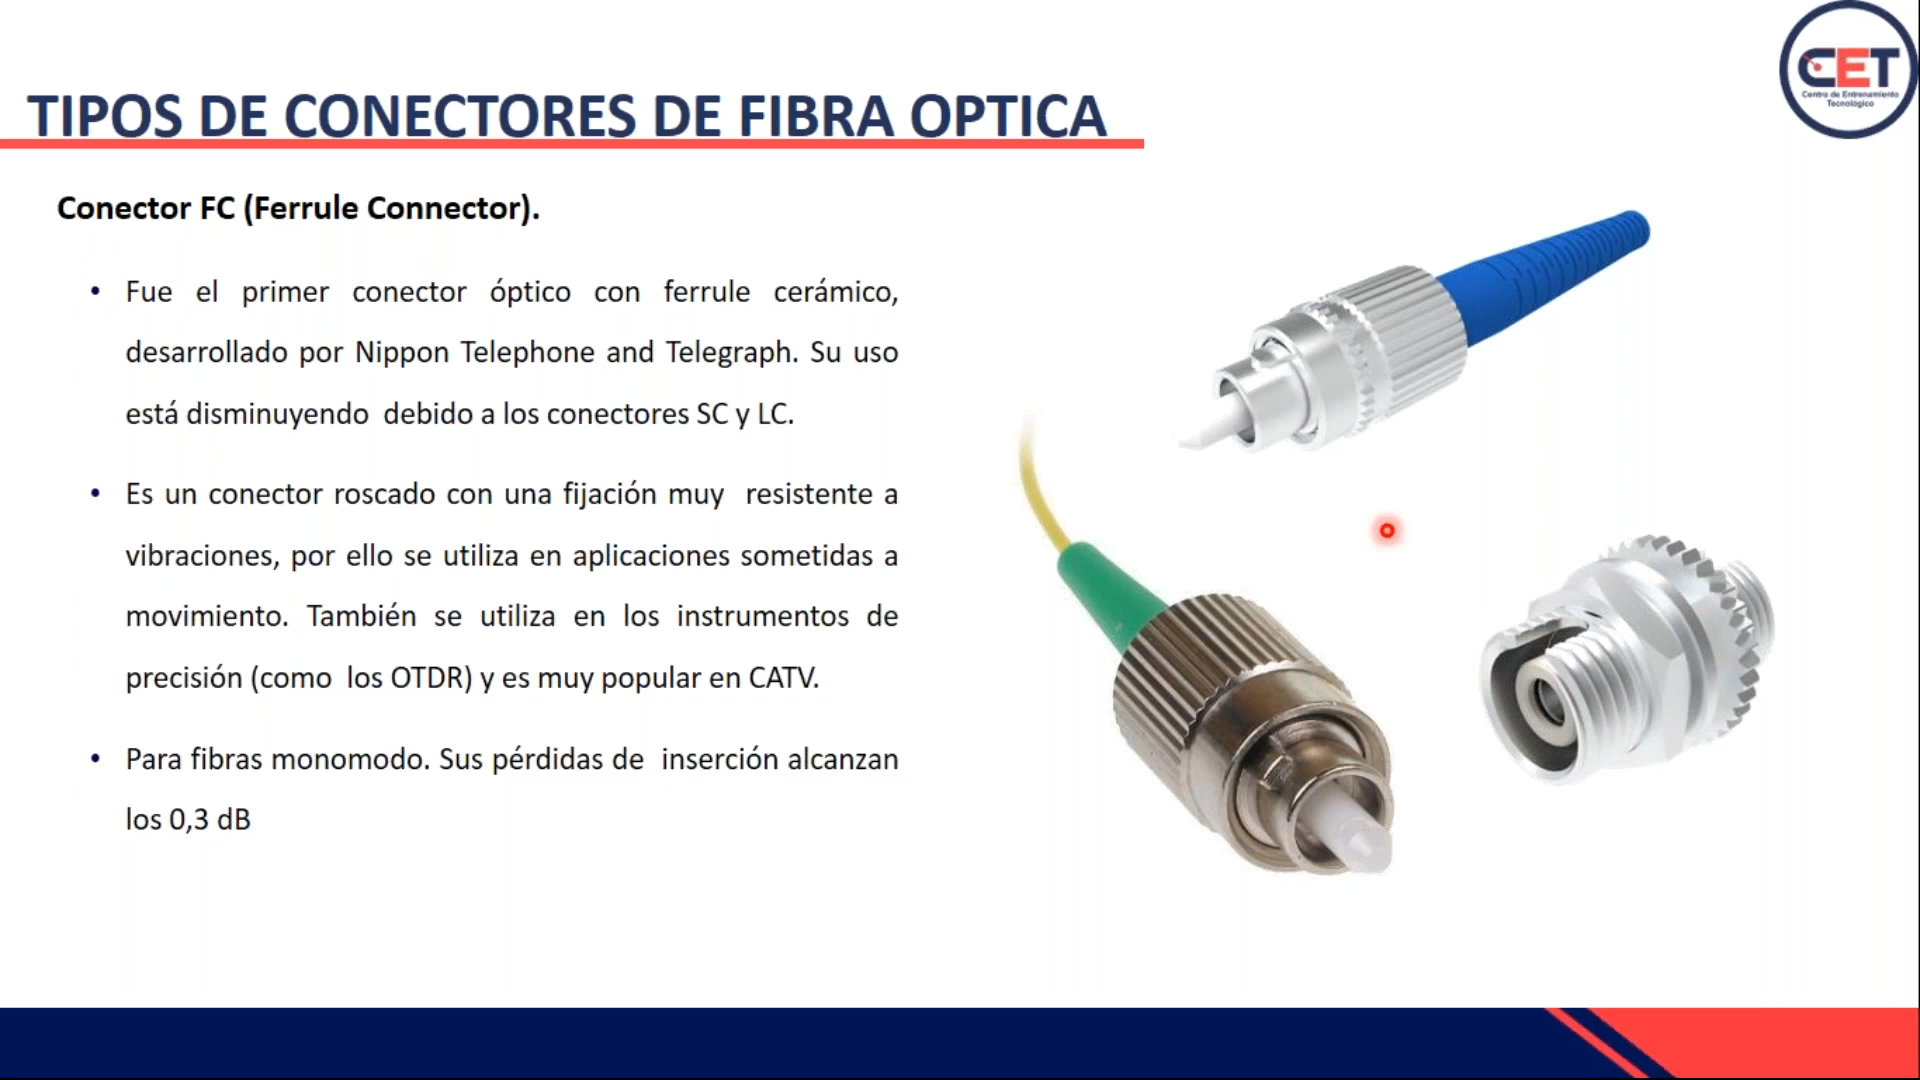 CET
Centro de Entrenamiento
Tecnológico
TIPOS DE CONECTORES DE FIBRA OPTICA
Conector FC (Ferrule Connector).
• Fue el primer conector óptico con ferrule cerámico,
desarrollado por Nippon Telephone and Telegraph. Su uso
está disminuyendo debido a los conectores SC y LC.
• Es un conector roscado con una fijación muy resistente a
vibraciones, por ello se utiliza en aplicaciones sometidas a
movimiento. También se utiliza en los instrumentos de
precisión (como los OTDR) y es muy popular en CATV.
• Para fibras monomodo. Sus pérdidas de inserción alcanzan
los 0,3 dB